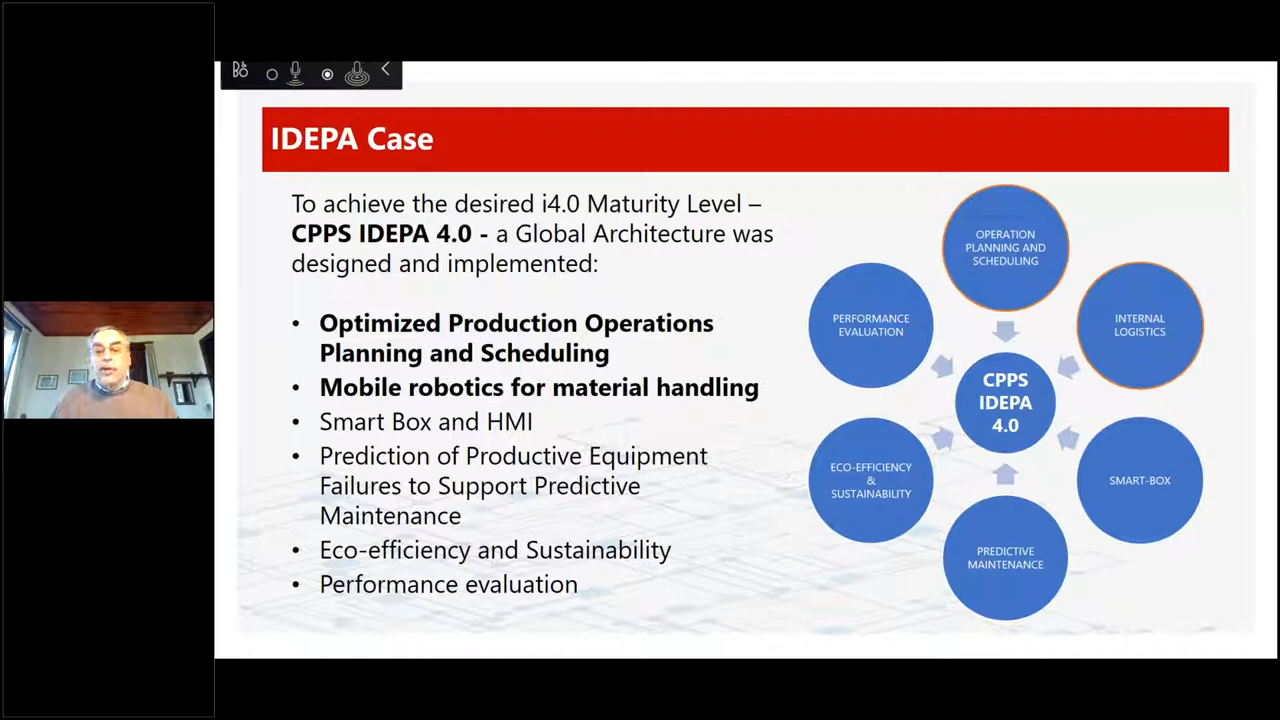 IDEPA Case
To achieve the desired i4.0 Maturity Level –
CPPS IDEPA 4.0 - a Global Architecture was
designed and implemented:
• Optimized Production Operations
Planning and Scheduling
• Mobile robotics for material handling
• Smart Box and HMI
• Prediction of Productive Equipment
Failures to Support Predictive
Maintenance
• Eco-efficiency and Sustainability
• Performance evaluation
OPERATION
PLANNING AND
SCHEDULING
INTERNAL
LOGISTICS
SMART-BOX
PREDICTIVE
MAINTENANCE
ECO-EFFICIENCY
&
SUSTAINABILITY
PERFORMANCE
EVALUATION
CPPS
IDEPA
4.0